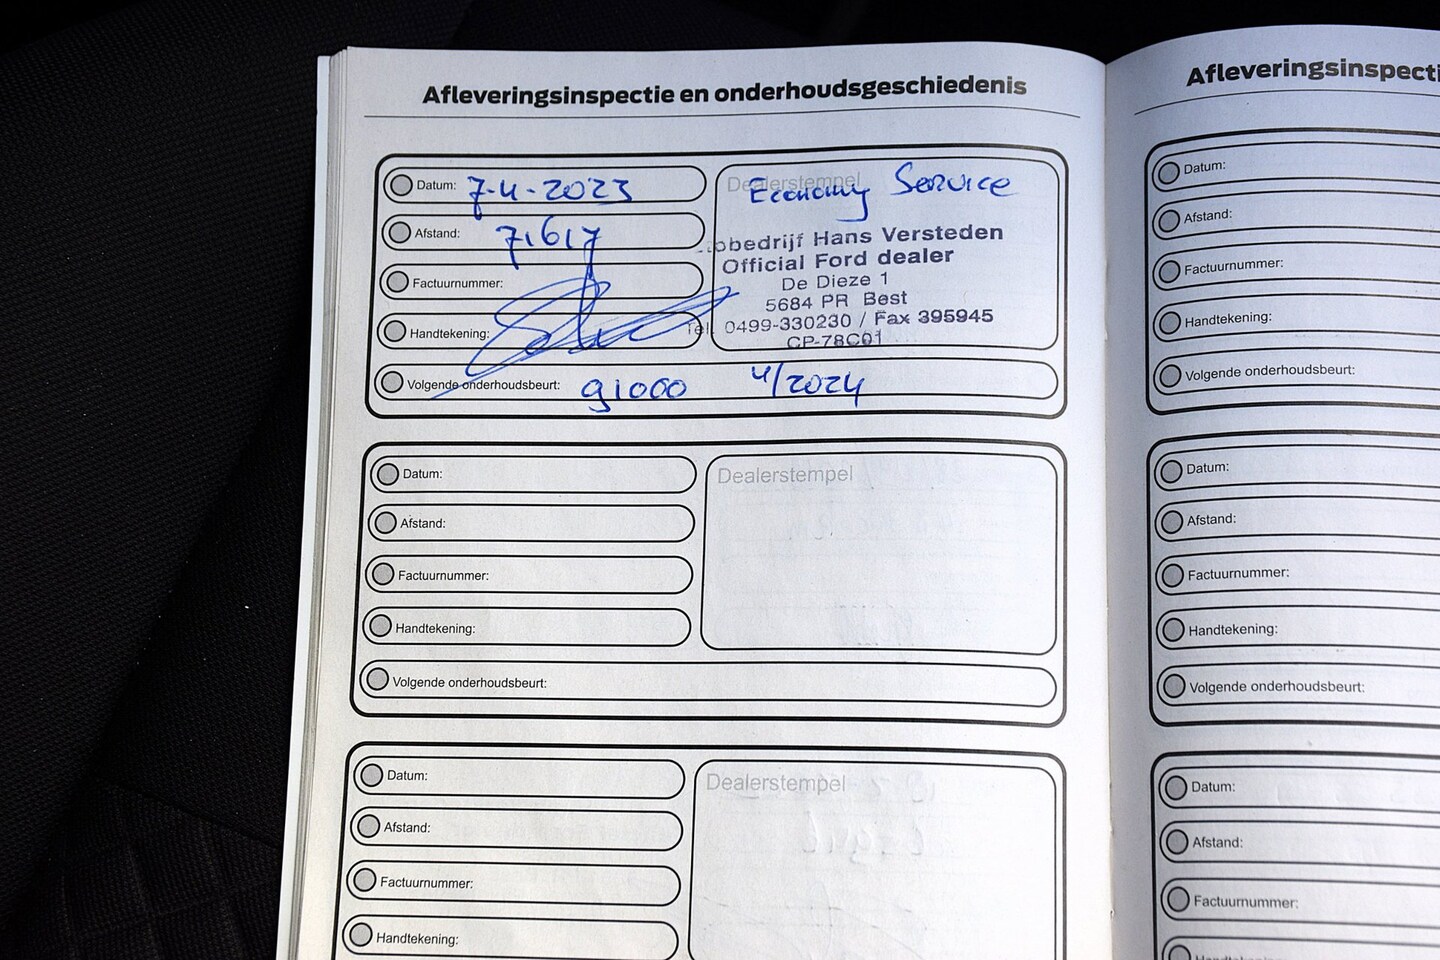 Afleveringsinspectie en onderhoudsgeschiedenis
Datum: 7-4-2023
Afstand: 71617
Factuurnummer:
Handtekening:
Dealerstempel
Economy Service
obedrijf Hans Versteden
Official Ford dealer
De Dieze 1
5684 PR Best
Tel. 0499-330230 / Fax 395945
CP-78C01
Volgende onderhoudsbeurt: 91000 4/2024
Datum:
Afstand:
Factuurnummer:
Handtekening:
Dealerstempel
Volgende onderhoudsbeurt:
Datum:
Afstand:
Factuurnummer:
Handtekening:
Dealerstempel
Afleveringsinspecti
Datum:
Afstand:
Factuurnummer:
Handtekening:
Volgende onderhoudsbeurt:
Datum:
Afstand:
Factuurnummer:
Handtekening:
Volgende onderhoudsbeurt:
Datum:
Afstand:
Factuurnummer: